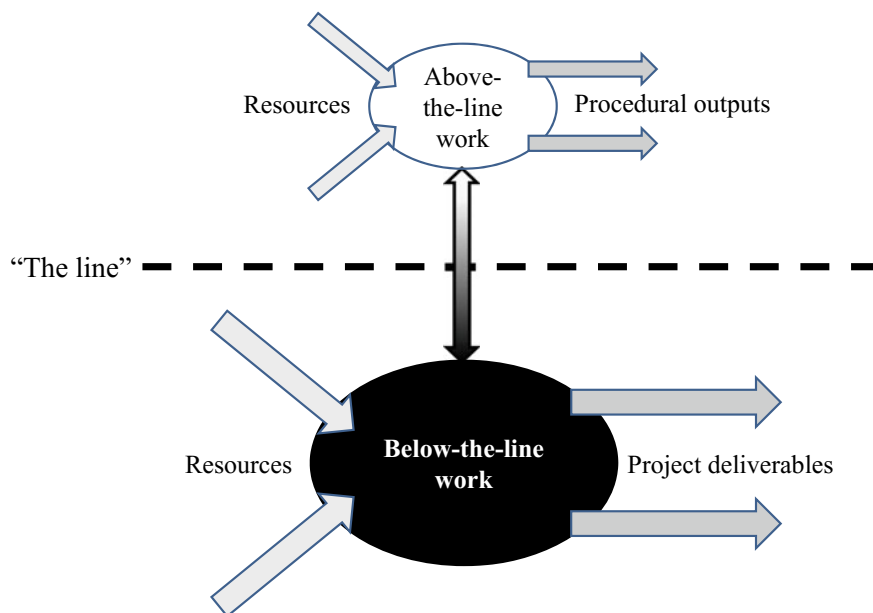 Above-
the-line
work
Resources
Procedural outputs
“The line”
Below-the-line
work
Resources
Project deliverables